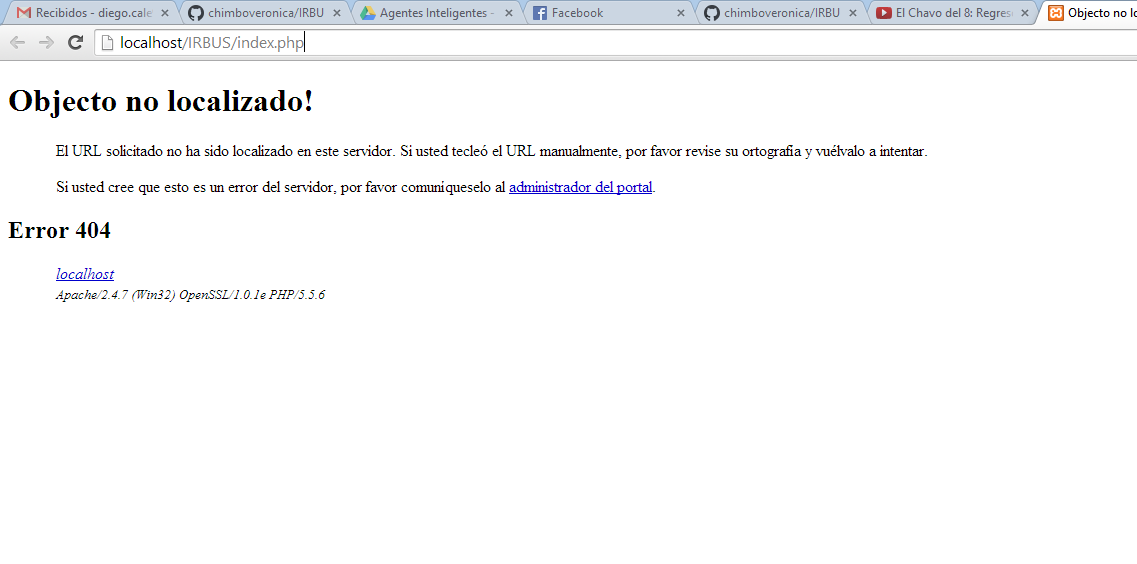 Recibidos - diego.cale
chimboveronica/IRBU
Agentes Inteligentes -
Facebook
chimboveronica/IRBU
El Chavo del 8: Regres
Objecto no lo
localhost/IRBUS/index.php
Objecto no localizado!
El URL solicitado no ha sido localizado en este servidor. Si usted tecleó el URL manualmente, por favor revise su ortografía y vuélvalo a intentar.
Si usted cree que esto es un error del servidor, por favor comuniqueselo al administrador del portal.
Error 404
localhost
Apache/2.4.7 (Win32) OpenSSL/1.0.1e PHP/5.5.6